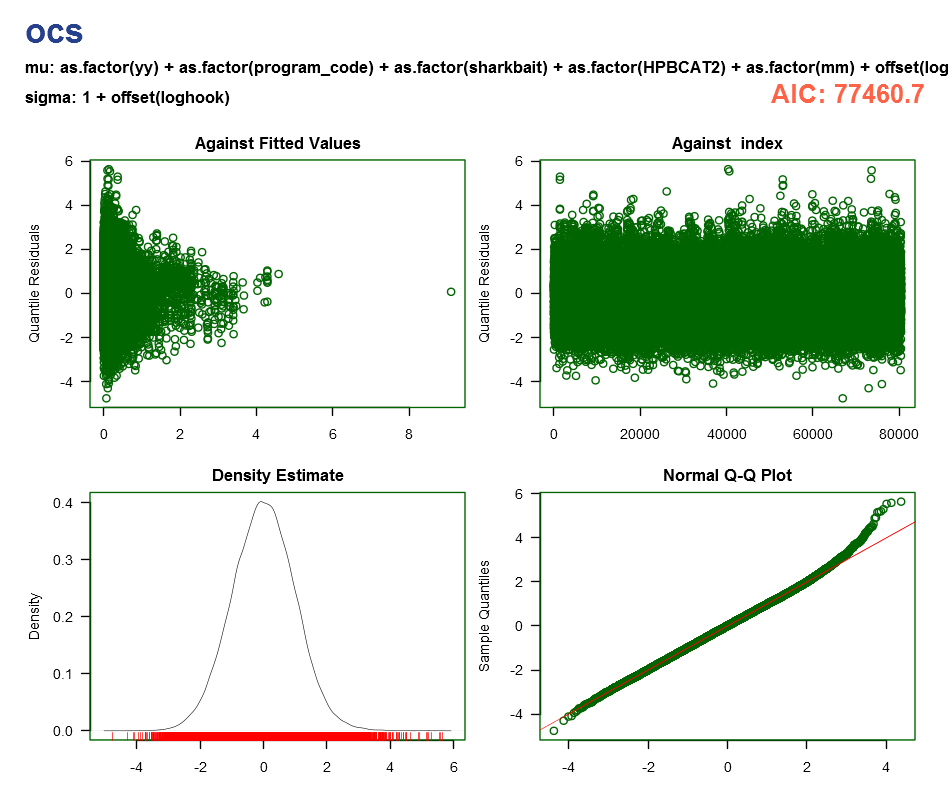 ocs
mu: as.factor(yy) + as.factor(program_code) + as.factor(sharkbait) + as.factor(HPBCAT2) + as.factor(mm) + offset(log
sigma: 1 + offset(loghook)
AIC: 77460.7
Against Fitted Values
Quantile Residuals
6
4
2
0
-2
-4
0 2 4 6 8
Against index
Quantile Residuals
6
4
2
0
-2
-4
0 20000 40000 60000 80000
Density Estimate
Density
0.4
0.3
0.2
0.1
0.0
-4 -2 0 2 4 6
Normal Q-Q Plot
Sample Quantiles
6
4
2
0
-2
-4
-4 -2 0 2 4